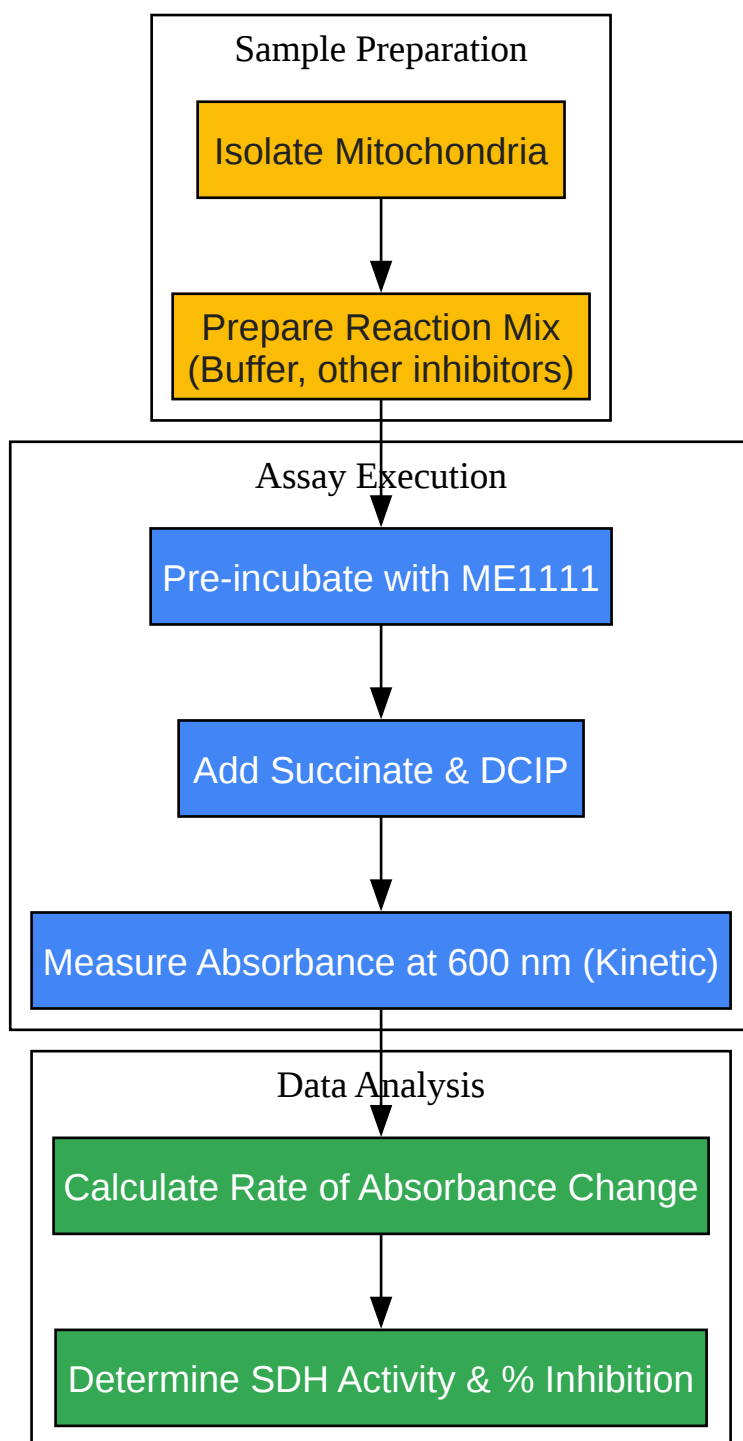 Sample Preparation
Isolate Mitochondria
Prepare Reaction Mix
(Buffer, other inhibitors)
Assay Execution
Pre-incubate with ME1111
Add Succinate & DCIP
Measure Absorbance at 600 nm (Kinetic)
Data Analysis
Calculate Rate of Absorbance Change
Determine SDH Activity & % Inhibition